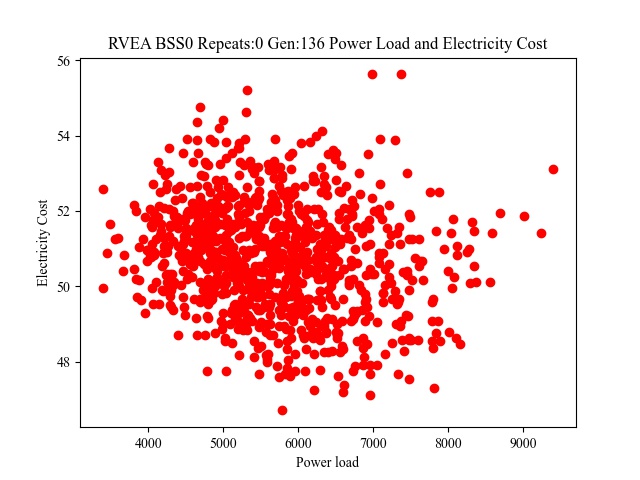 RVEA BSS0 Repeats:0 Gen:136 Power Load and Electricity Cost
56
54
52
50
48
Electricity Cost
4000 5000 6000 7000 8000 9000
Power load